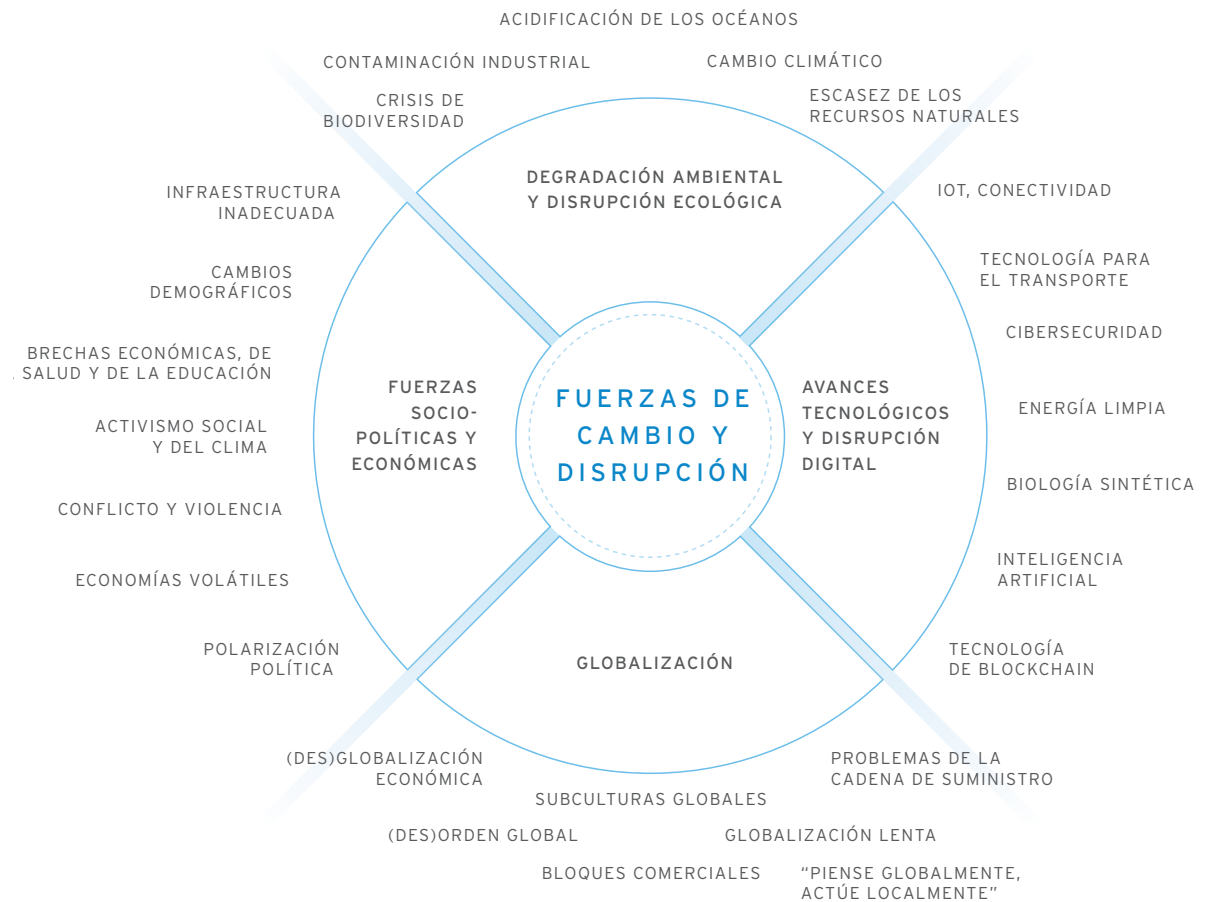 ACIDIFICACIÓN DE LOS OCÉANOS
CONTAMINACIÓN INDUSTRIAL
CAMBIO CLIMÁTICO
CRISIS DE
BIODIVERSIDAD
ESCASEZ DE LOS
RECURSOS NATURALES
DEGRADACIÓN AMBIENTAL
Y DISRUPCIÓN ECOLÓGICA
INFRAESTRUCTURA
INADECUADA
CAMBIOS
DEMOGRÁFICOS
BRECHAS ECONÓMICAS, DE
SALUD Y DE LA EDUCACIÓN
ACTIVISMO SOCIAL
Y DEL CLIMA
CONFLICTO Y VIOLENCIA
ECONOMÍAS VOLÁTILES
POLARIZACIÓN
POLÍTICA
FUERZAS
SOCIO-
POLÍTICAS Y
ECONÓMICAS
FUERZAS DE
CAMBIO Y
DISRUPCIÓN
AVANCES
TECNOLÓGICOS
Y DISRUPCIÓN
DIGITAL
IOT, CONECTIVIDAD
TECNOLOGÍA PARA
EL TRANSPORTE
CIBERSECURIDAD
ENERGÍA LIMPIA
BIOLOGÍA SINTÉTICA
INTELIGENCIA
ARTIFICIAL
TECNOLOGÍA
DE BLOCKCHAIN
GLOBALIZACIÓN
(DES)GLOBALIZACIÓN
ECONÓMICA
PROBLEMAS DE LA
CADENA DE SUMINISTRO
SUBCULTURAS GLOBALES
(DES)ORDEN GLOBAL
GLOBALIZACIÓN LENTA
BLOQUES COMERCIALES
“PIENSE GLOBALMENTE,
ACTÚE LOCALMENTE”